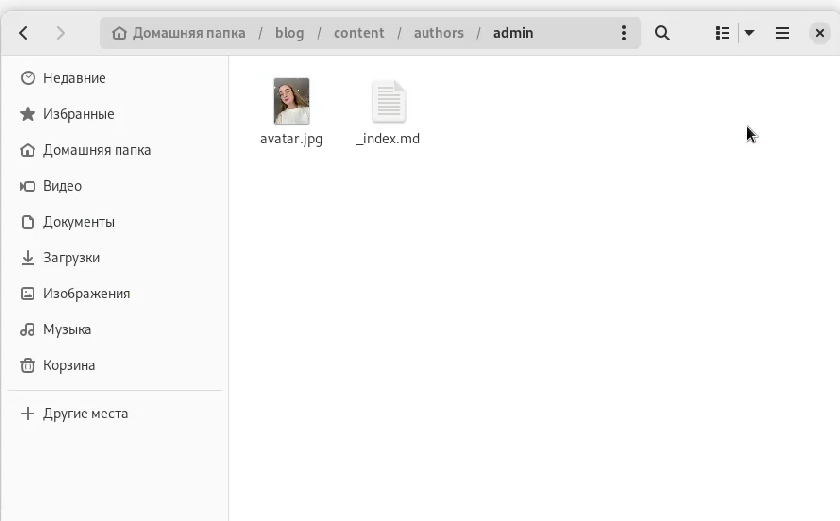 Домашняя папка / blog / content / authors / admin
Недавние
Избранные
Домашняя папка
Видео
Документы
Загрузки
Изображения
Музыка
Корзина
Другие места
avatar.jpg
_index.md